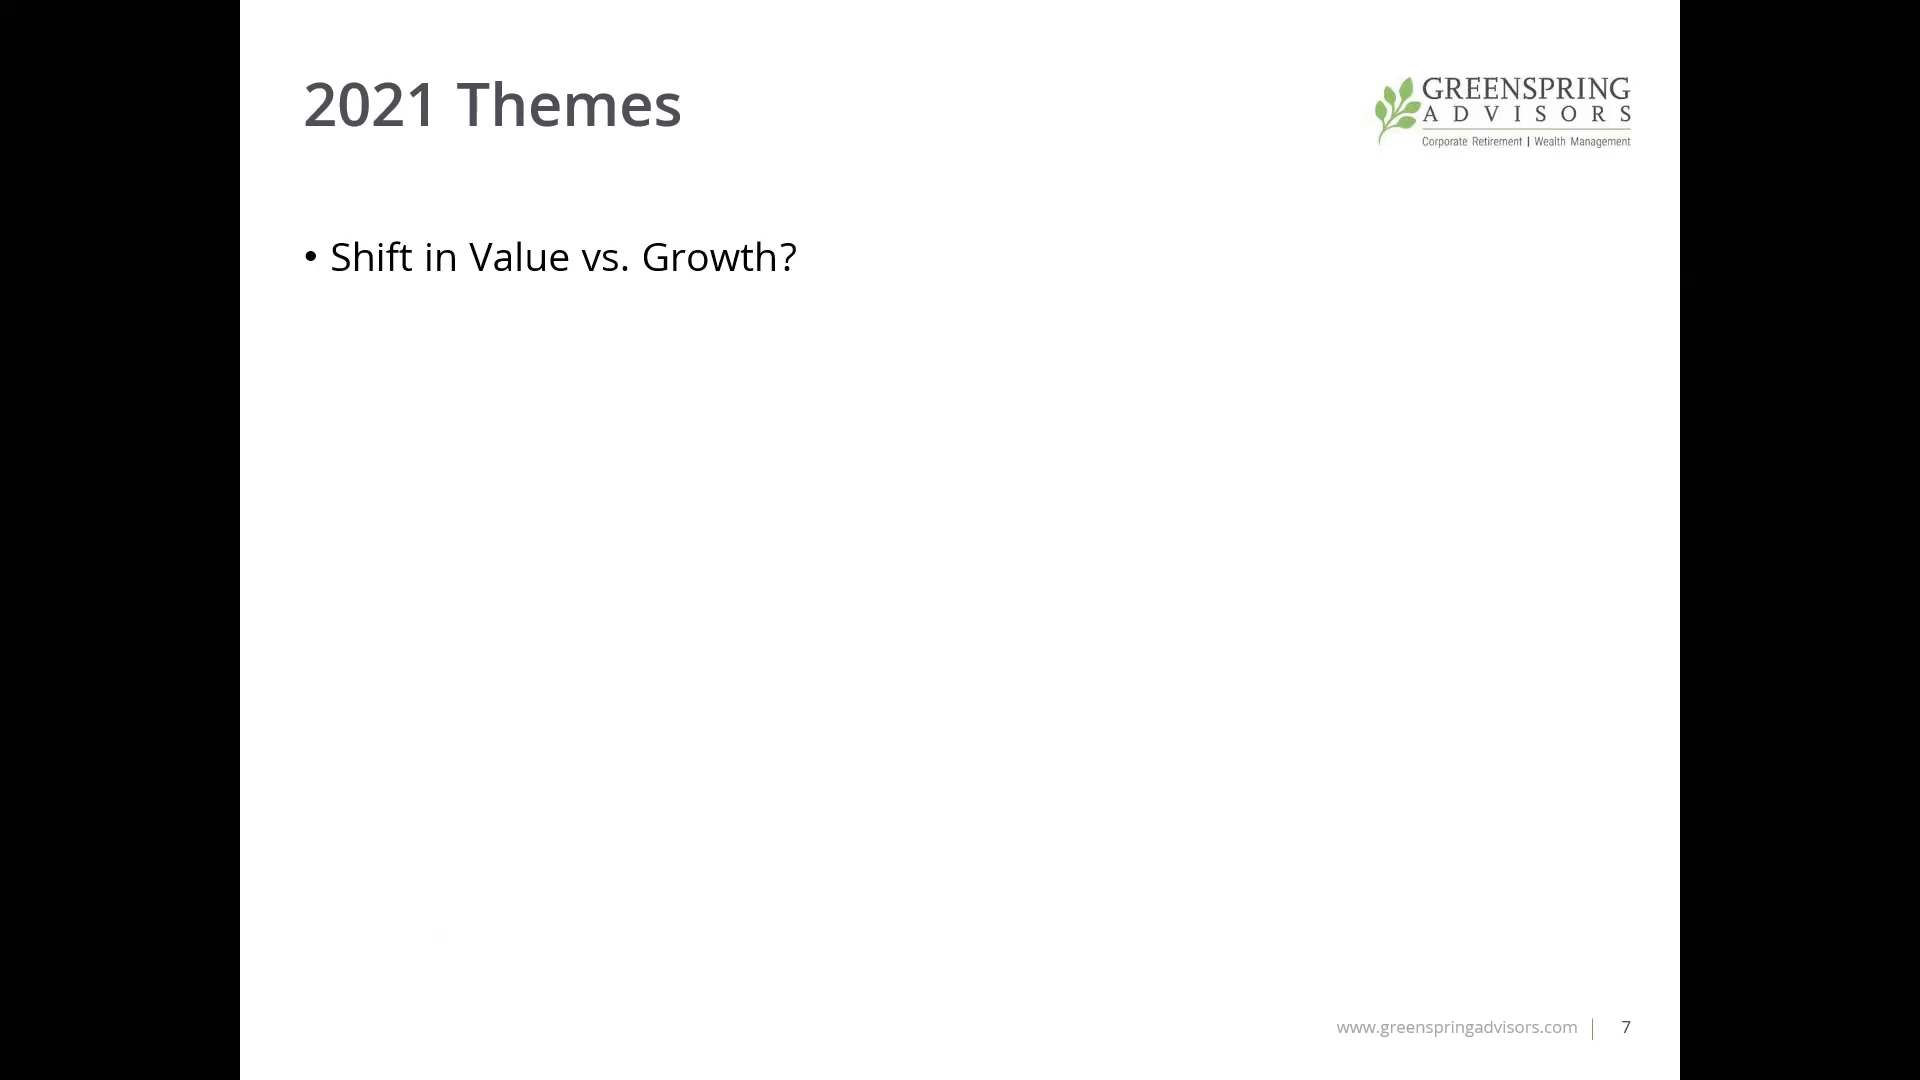 2021 Themes
GREENSPRING
ADVISORS
Corporate Retirement | Wealth Management
• Shift in Value vs. Growth?
www.greenspringadvisors.com | 7